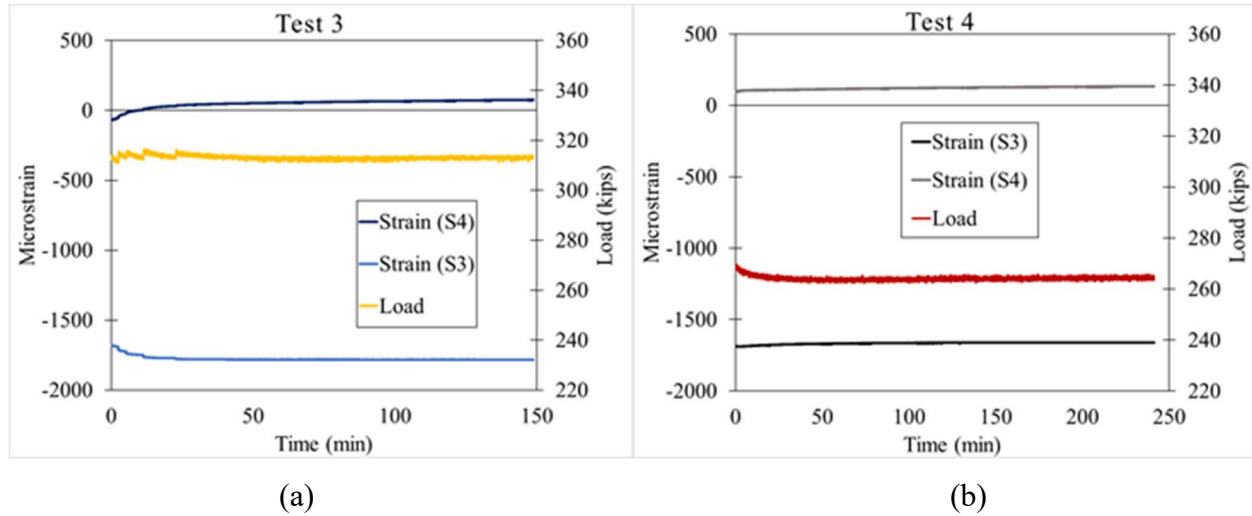 Test 3
500
0
-500
-1000
-1500
-2000
Microstrain
360
340
320
300
280
260
240
220
Load (kips)
Strain (S4)
Strain (S3)
Load
0
50
100
150
Time (min)
(a)
Test 4
500
0
-500
-1000
-1500
-2000
Microstrain
360
340
320
300
280
260
240
220
Load (kips)
Strain (S3)
Strain (S4)
Load
0
50
100
150
200
250
Time (min)
(b)